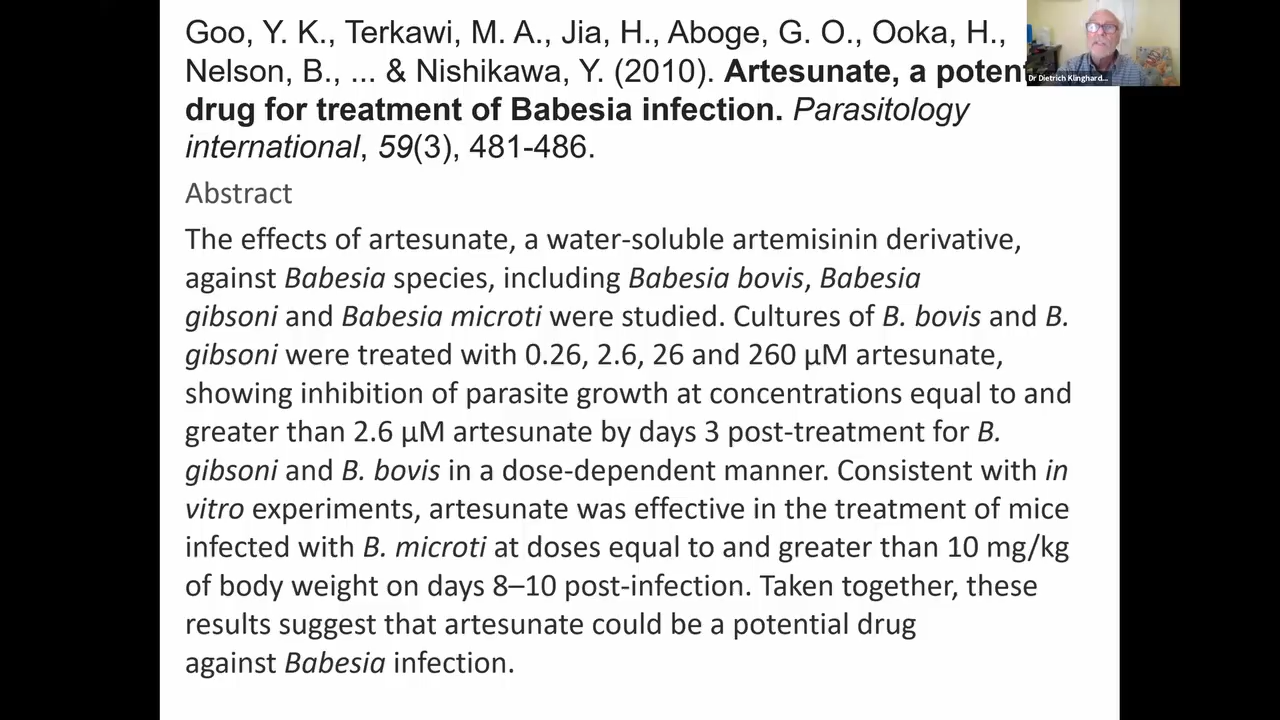 Goo, Y. K., Terkawi, M. A., Jia, H., Aboge, G. O., Ooka, H.,
Nelson, B., ... & Nishikawa, Y. (2010). Artesunate, a poten
drug for treatment of Babesia infection. Parasitology
international, 59(3), 481-486.
Dr Dietrich Klinghard...
Abstract
The effects of artesunate, a water-soluble artemisinin derivative,
against Babesia species, including Babesia bovis, Babesia
gibsoni and Babesia microti were studied. Cultures of B. bovis and B.
gibsoni were treated with 0.26, 2.6, 26 and 260 µM artesunate,
showing inhibition of parasite growth at concentrations equal to and
greater than 2.6 µM artesunate by days 3 post-treatment for B.
gibsoni and B. bovis in a dose-dependent manner. Consistent with in
vitro experiments, artesunate was effective in the treatment of mice
infected with B. microti at doses equal to and greater than 10 mg/kg
of body weight on days 8–10 post-infection. Taken together, these
results suggest that artesunate could be a potential drug
against Babesia infection.